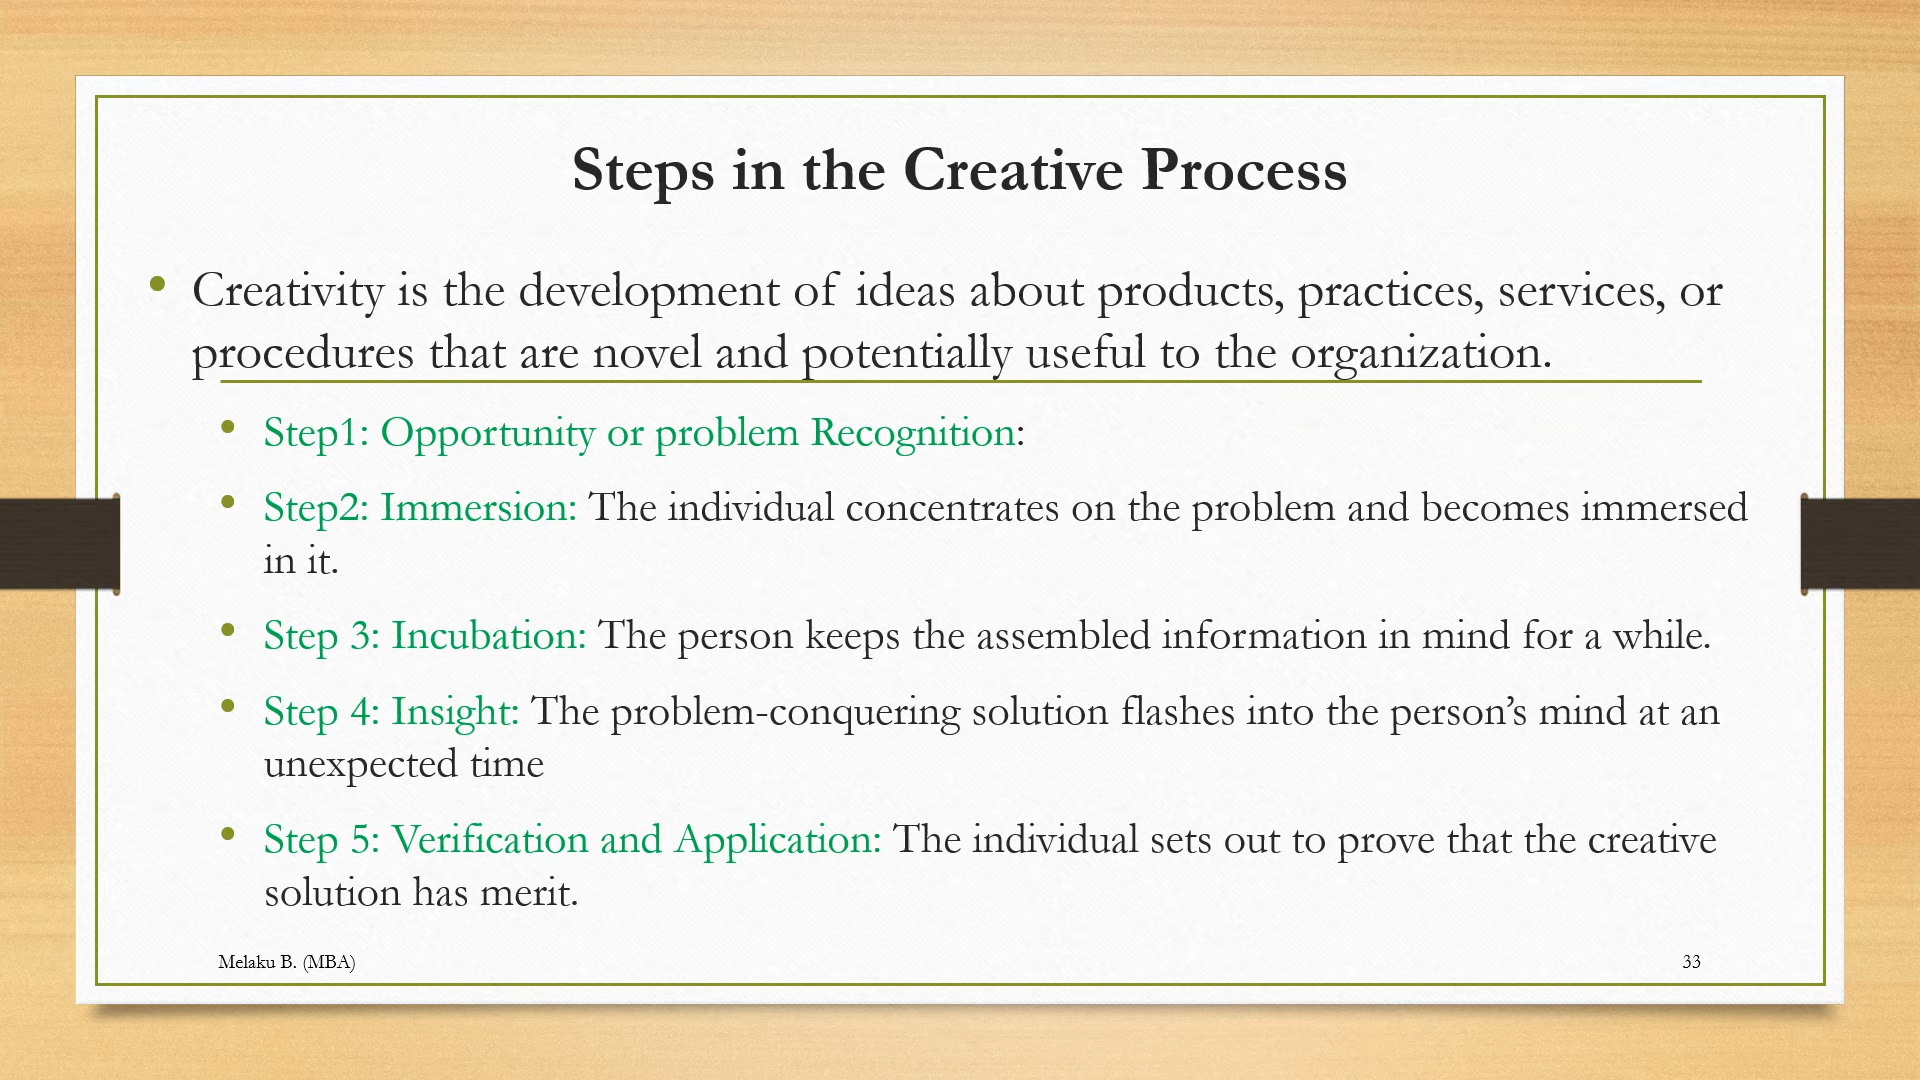 Steps in the Creative Process
• Creativity is the development of ideas about products, practices, services, or
procedures that are novel and potentially useful to the organization.
• Step1: Opportunity or problem Recognition:
• Step2: Immersion: The individual concentrates on the problem and becomes immersed
in it.
• Step 3: Incubation: The person keeps the assembled information in mind for a while.
• Step 4: Insight: The problem-conquering solution flashes into the person’s mind at an
unexpected time
• Step 5: Verification and Application: The individual sets out to prove that the creative
solution has merit.
Melaku B. (MBA)
33